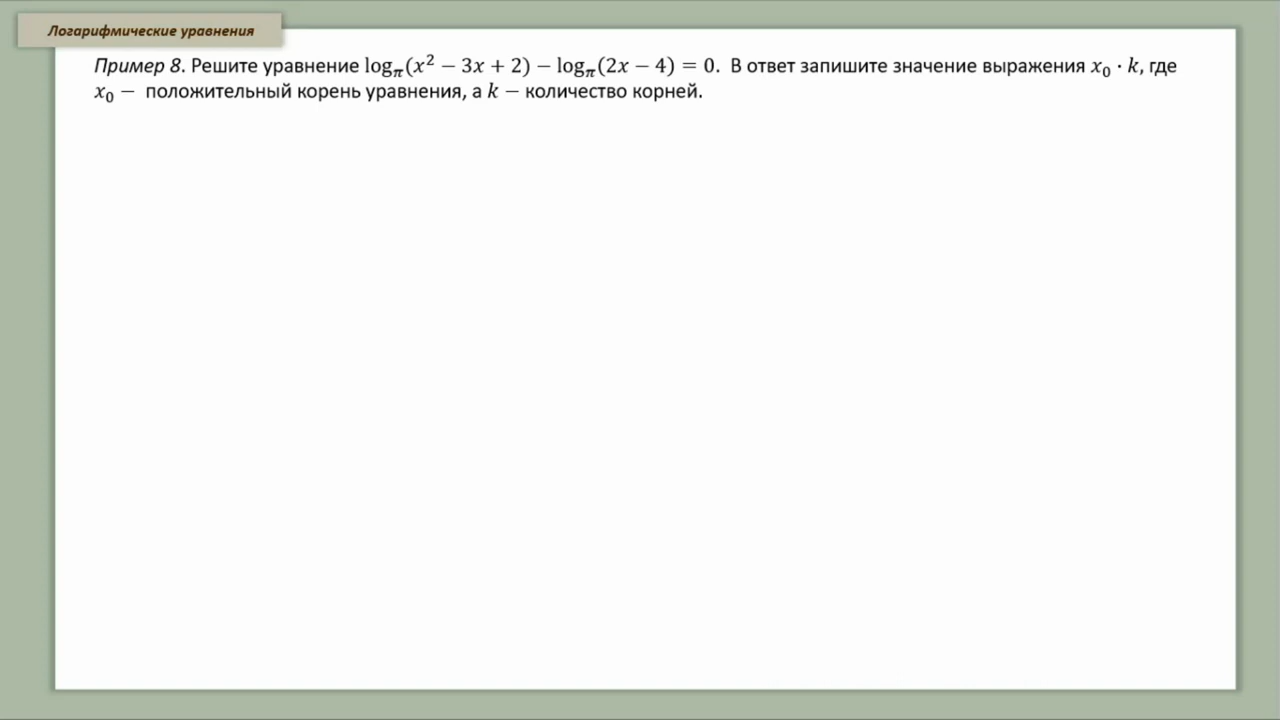 Логарифмические уравнения
Пример 8. Решите уравнение log_π(x² − 3x + 2) − log_π(2x − 4) = 0. В ответ запишите значение выражения x₀ · k, где
x₀ − положительный корень уравнения, а k − количество корней.